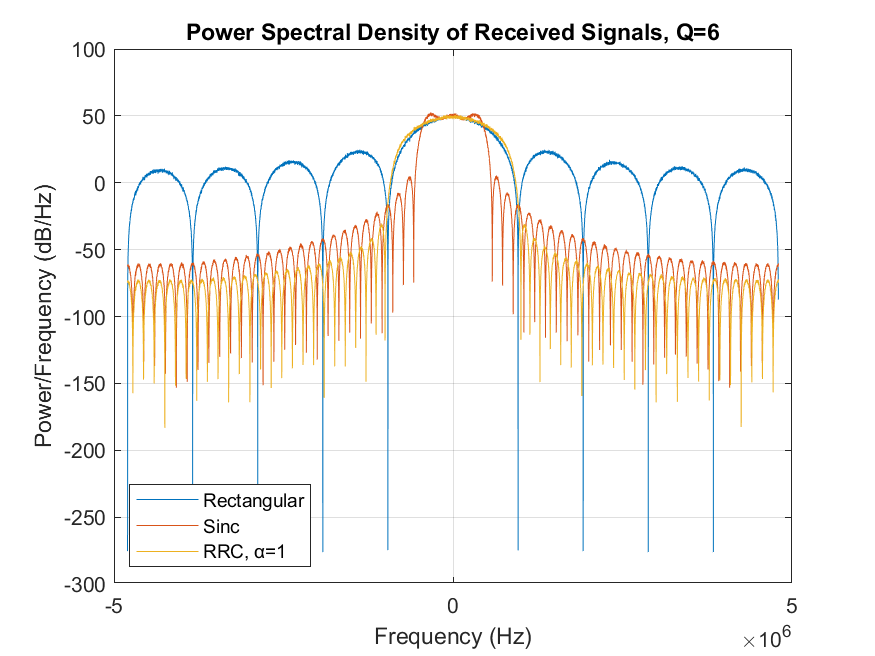 Power Spectral Density of Received Signals, Q=6
Power/Frequency (dB/Hz)
100
50
0
-50
-100
-150
-200
-250
-300
Rectangular
Sinc
RRC, α=1
-5
0
5
Frequency (Hz)
×10^6